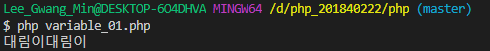 Lee_Gwang_Min@DESKTOP-6O4DHVA MINGW64 /d/php_201840222/php (master)
$ php variable_01.php
대림이대림이